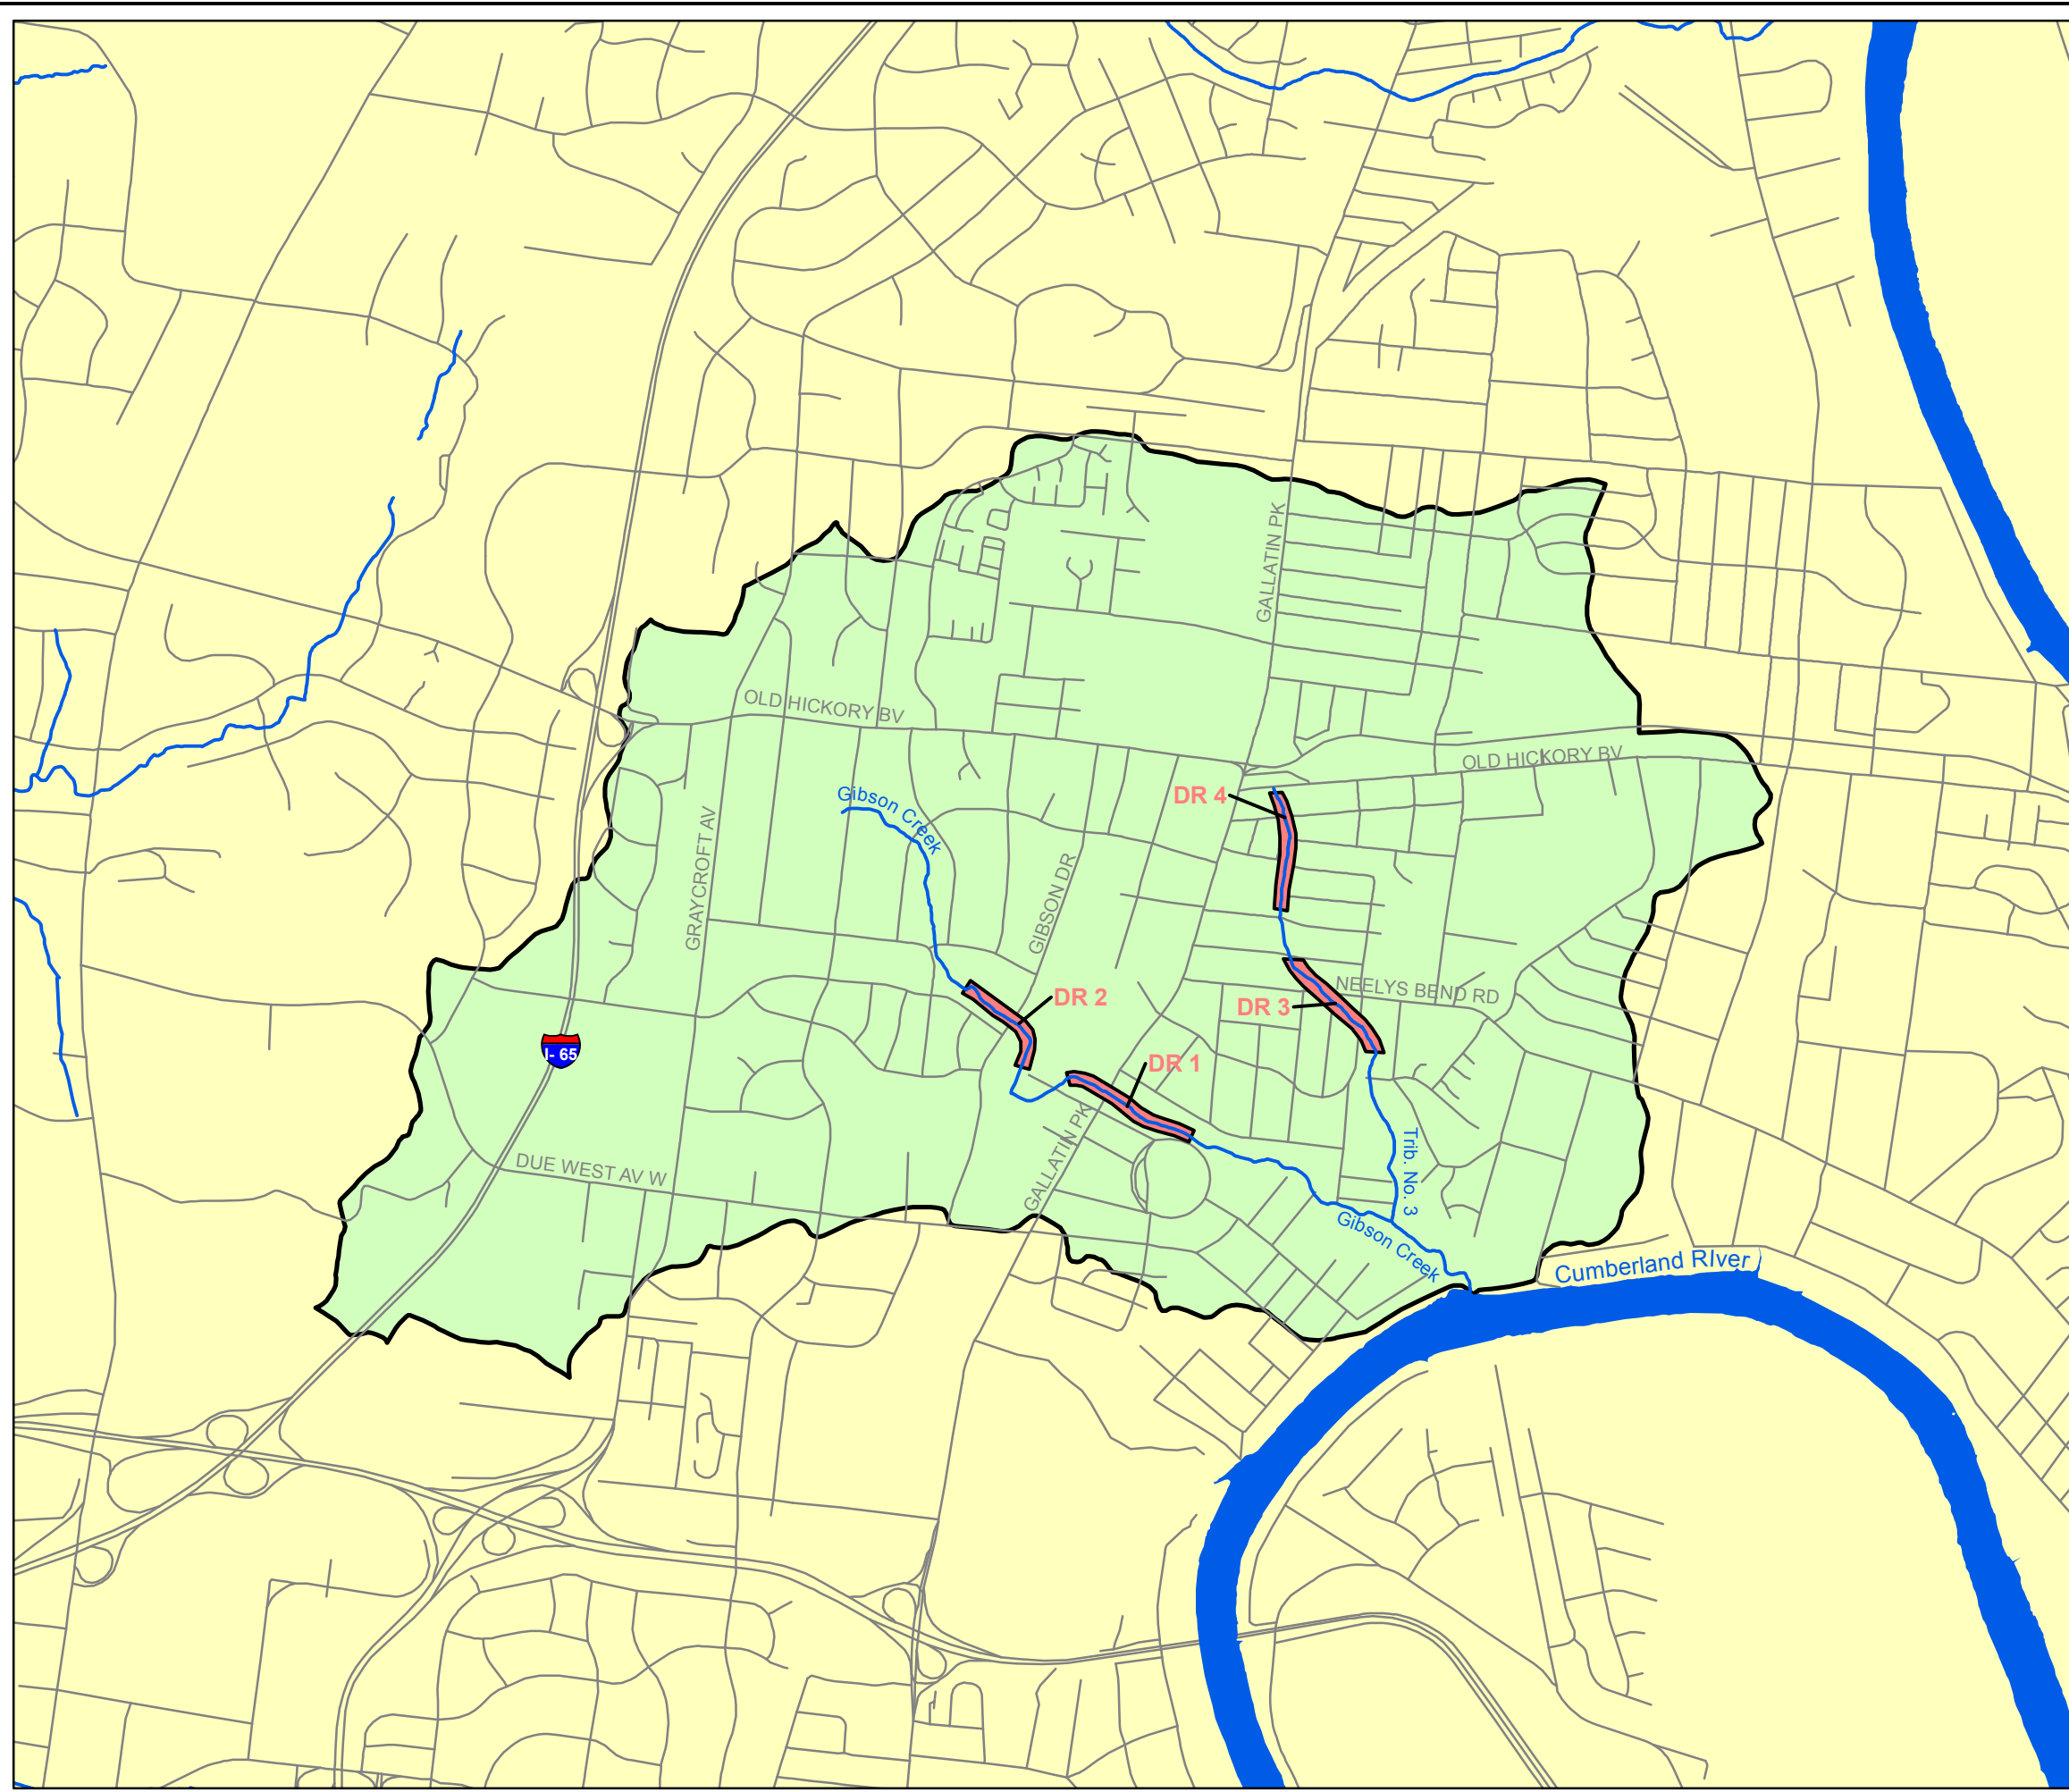 GALLATIN PK
OLD HICKORY BV
OLD HICKORY BV
DR 4
Gibson Creek
GRAYCROFT AV
GIBSON DR
NEELYS BEND RD
DR 2
DR 3
I- 65
DR 1
GALLATIN PK
DUE WEST AV W
Trib. No. 3
Gibson Creek
Cumberland RIver